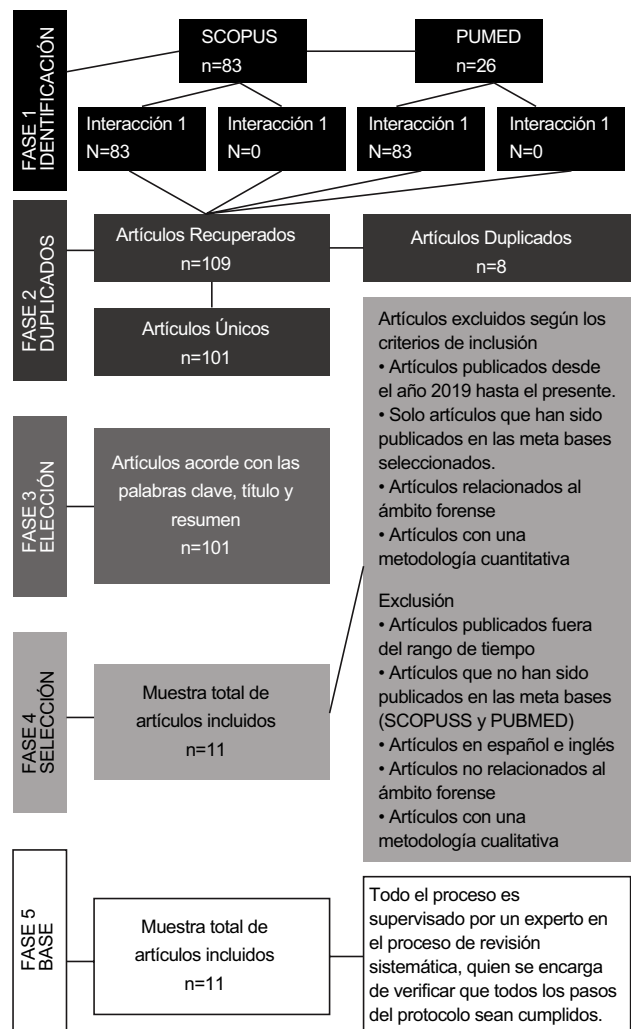 FASE 1
IDENTIFICACIÓN
SCOPUS
n=83
PUMED
n=26
Interacción 1
N=83
Interacción 1
N=0
Interacción 1
N=83
Interacción 1
N=0
FASE 2
DUPLICADOS
Artículos Recuperados
n=109
Artículos Duplicados
n=8
Artículos Únicos
n=101
FASE 3
ELECCIÓN
Artículos acorde con las
palabras clave, título y
resumen
n=101
Artículos excluidos según los
criterios de inclusión
• Artículos publicados desde
el año 2019 hasta el presente.
• Solo artículos que han sido
publicados en las meta bases
seleccionados.
• Artículos relacionados al
ámbito forense
• Artículos con una
metodología cuantitativa
Exclusión
• Artículos publicados fuera
del rango de tiempo
• Artículos que no han sido
publicados en las meta bases
(SCOPUSS y PUBMED)
• Artículos en español e inglés
• Artículos no relacionados al
ámbito forense
• Artículos con una
metodología cualitativa
FASE 4
SELECCIÓN
Muestra total de
artículos incluidos
n=11
FASE 5
BASE
Muestra total de
artículos incluidos
n=11
Todo el proceso es
supervisado por un experto en
el proceso de revisión
sistemática, quien se encarga
de verificar que todos los pasos
del protocolo sean cumplidos.